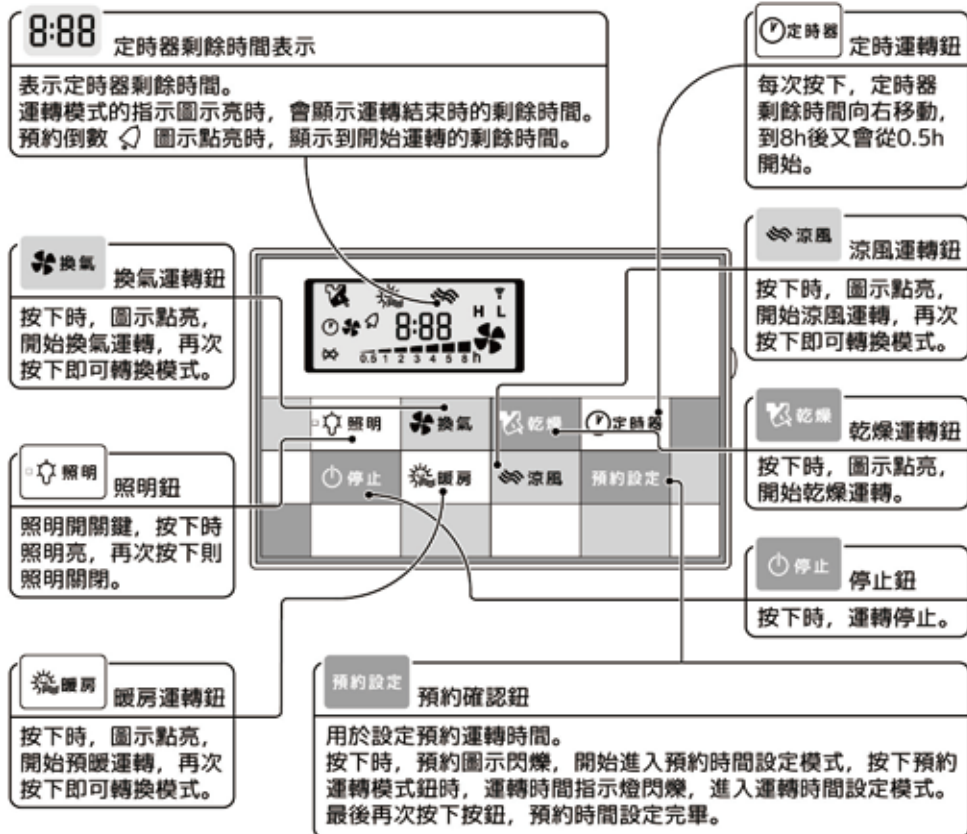 8:88 定時器剩餘時間表示
表示定時器剩餘時間。
運轉模式的指示圖示亮時，會顯示運轉結束時的剩餘時間。
預約倒數 圖示點亮時，顯示到開始運轉的剩餘時間。
定時器 定時運轉鈕
每次按下，定時器
剩餘時間向右移動，
到8h後又會從0.5h
開始。
換氣 換氣運轉鈕
按下時，圖示點亮，
開始換氣運轉，再次
按下即可轉換模式。
涼風 涼風運轉鈕
按下時，圖示點亮，
開始涼風運轉，再次
按下即可轉換模式。
H L
8:88
0.5 1 2 3 4 5 6 h
照明 換氣 乾燥 定時器
停止 暖房 涼風 預約設定
照明 照明鈕
照明開關鍵，按下時
照明亮，再次按下則
照明關閉。
乾燥 乾燥運轉鈕
按下時，圖示點亮，
開始乾燥運轉。
停止 停止鈕
按下時，運轉停止。
暖房 暖房運轉鈕
按下時，圖示點亮，
開始預暖運轉，再次
按下即可轉換模式。
預約設定 預約確認鈕
用於設定預約運轉時間。
按下時，預約圖示閃爍，開始進入預約時間設定模式，按下預約
運轉模式鈕時，運轉時間指示燈閃爍，進入運轉時間設定模式。
最後再次按下按鈕，預約時間設定完畢。